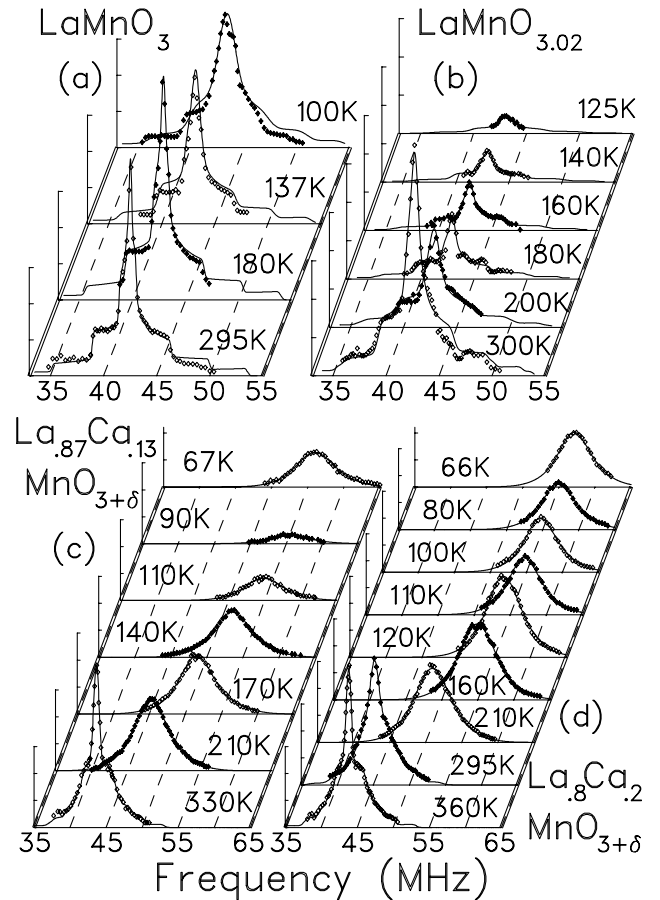 LaMnO3
LaMnO3.02
(a)
(b)
100K
137K
180K
295K
125K
140K
160K
180K
200K
300K
35 40 45 50 55
35 40 45 50 55
La.87Ca.13
MnO3+δ
(c)
67K
90K
110K
140K
170K
210K
330K
66K
80K
100K
110K
120K
160K
210K
295K
360K
(d)
La.8Ca.2
MnO3+δ
35 45 55 65
35 45 55 65
Frequency (MHz)